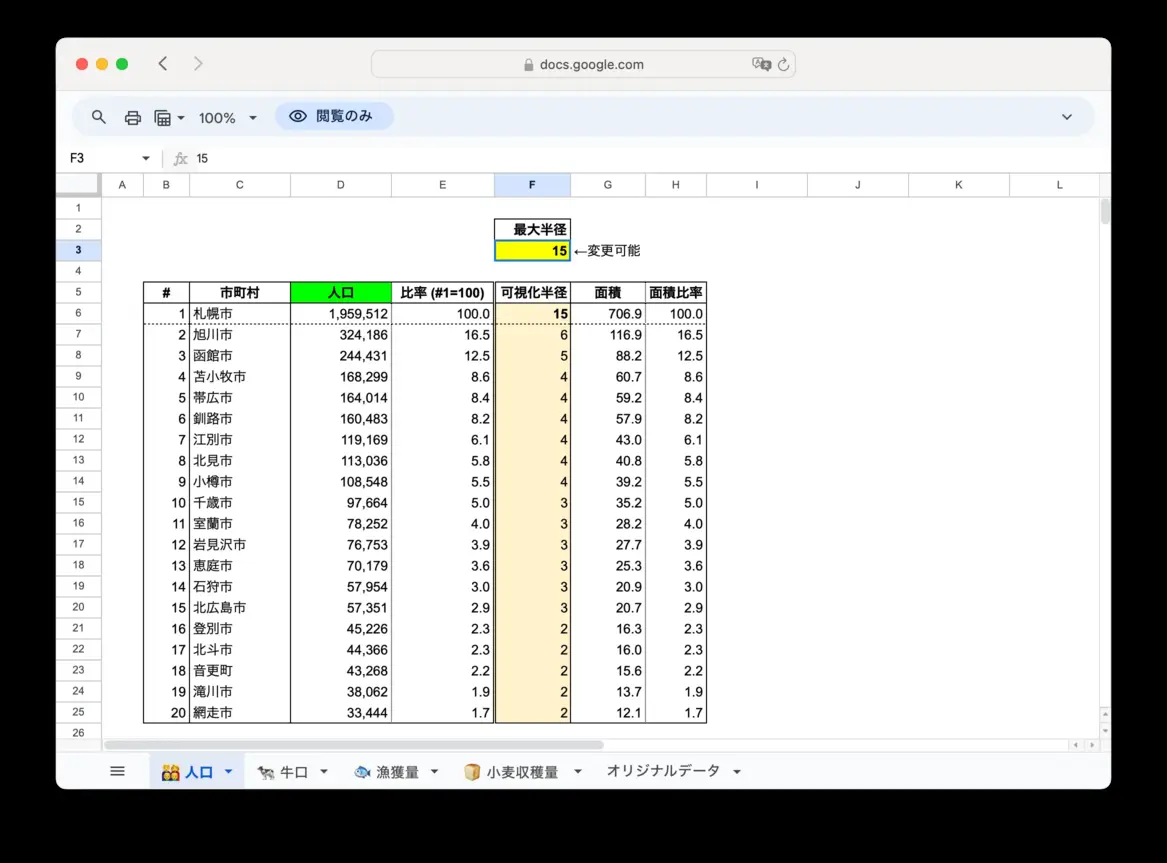 docs.google.com
100% 閲覧のみ
F3 fx 15
A B C D E F G H I J K L
1
2 最大半径
3 15 ←変更可能
4
5 # 市町村 人口 比率 (#1=100) 可視化半径 面積 面積比率
6 1 札幌市 1,959,512 100.0 15 706.9 100.0
7 2 旭川市 324,186 16.5 6 116.9 16.5
8 3 函館市 244,431 12.5 5 88.2 12.5
9 4 苫小牧市 168,299 8.6 4 60.7 8.6
10 5 帯広市 164,014 8.4 4 59.2 8.4
11 6 釧路市 160,483 8.2 4 57.9 8.2
12 7 江別市 119,169 6.1 4 43.0 6.1
13 8 北見市 113,036 5.8 4 40.8 5.8
14 9 小樽市 108,548 5.5 4 39.2 5.5
15 10 千歳市 97,664 5.0 3 35.2 5.0
16 11 室蘭市 78,252 4.0 3 28.2 4.0
17 12 岩見沢市 76,753 3.9 3 27.7 3.9
18 13 恵庭市 70,179 3.6 3 25.3 3.6
19 14 石狩市 57,954 3.0 3 20.9 3.0
20 15 北広島市 57,351 2.9 3 20.7 2.9
21 16 登別市 45,226 2.3 2 16.3 2.3
22 17 北斗市 44,366 2.3 2 16.0 2.3
23 18 音更町 43,268 2.2 2 15.6 2.2
24 19 滝川市 38,062 1.9 2 13.7 1.9
25 20 網走市 33,444 1.7 2 12.1 1.7
26
人口 牛口 漁獲量 小麦収穫量 オリジナルデータ